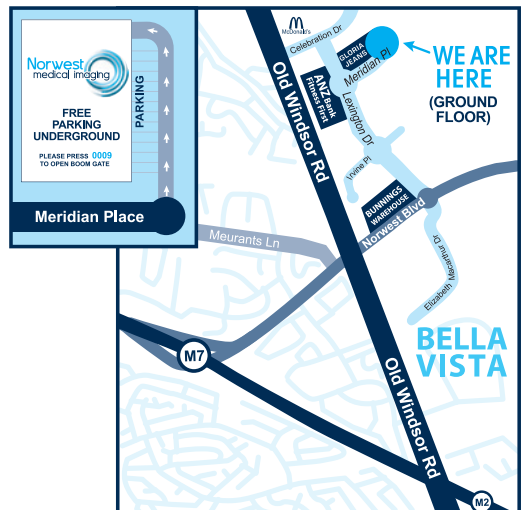 Norwest
medical imaging
FREE
PARKING
UNDERGROUND
PLEASE PRESS 0009
TO OPEN BOOM GATE
PARKING
Meridian Place
McDonald's
Celebration Dr
GLORIA
JEANS
Meridian Pl
WE ARE
HERE
(GROUND
FLOOR)
ANZ Bank
Fitness First
Old Windsor Rd
Lexington Dr
Irvine Pl
BUNNINGS
WAREHOUSE
Norwest Blvd
Meurants Ln
Elizabeth Macarthur Dr
BELLA
VISTA
M7
Old Windsor Rd
M2